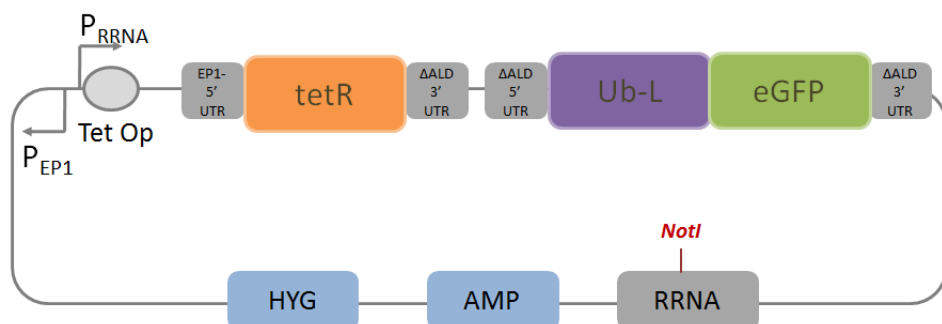 PRRNA
EP1-
5’
UTR
tetR
ΔALD
3’
UTR
ΔALD
5’
UTR
Ub-L
eGFP
ΔALD
3’
UTR
Tet Op
PEP1
NotI
HYG
AMP
RRNA